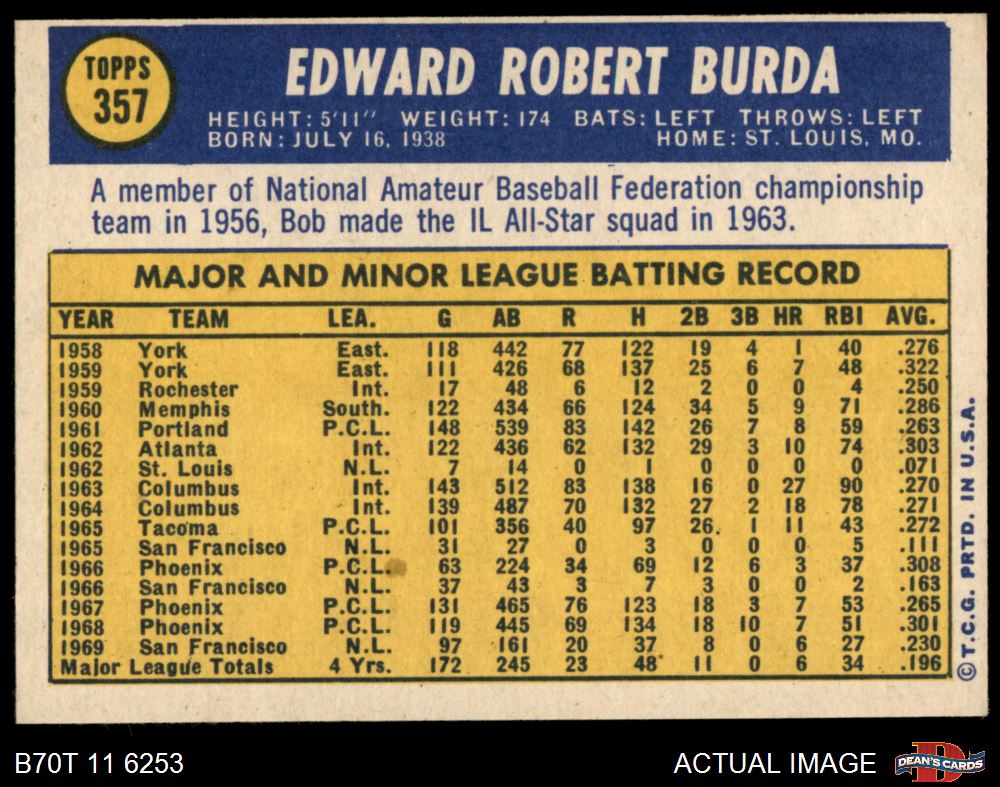 TOPPS
357
EDWARD ROBERT BURDA
HEIGHT: 5'11" WEIGHT: 174 BATS: LEFT THROWS: LEFT
BORN: JULY 16, 1938 HOME: ST. LOUIS, MO.
A member of National Amateur Baseball Federation championship
team in 1956, Bob made the IL All-Star squad in 1963.
MAJOR AND MINOR LEAGUE BATTING RECORD
YEAR TEAM LEA. G AB R H 2B 3B HR RBI AVG.
1958 York East. 118 442 77 122 19 4 1 40 .276
1959 York East. 111 426 68 137 25 6 7 48 .322
1959 Rochester Int. 17 48 6 12 2 0 0 4 .250
1960 Memphis South. 122 434 66 124 34 5 9 71 .286
1961 Portland P.C.L. 148 539 83 142 26 7 8 59 .263
1962 Atlanta Int. 122 436 62 132 29 3 10 74 .303
1962 St. Louis N.L. 7 14 0 1 0 0 0 0 .071
1963 Columbus Int. 143 512 83 138 16 0 27 90 .270
1964 Columbus Int. 139 487 70 132 27 2 18 78 .271
1965 Tacoma P.C.L. 101 356 40 97 26 1 11 43 .272
1965 San Francisco N.L. 31 27 0 3 0 0 0 5 .111
1966 Phoenix P.C.L. 63 224 34 69 12 6 3 37 .308
1966 San Francisco N.L. 37 43 3 7 3 0 0 2 .163
1967 Phoenix P.C.L. 131 465 76 123 18 3 7 53 .265
1968 Phoenix P.C.L. 119 445 69 134 18 10 7 51 .301
1969 San Francisco N.L. 97 161 20 37 8 0 6 27 .230
Major League Totals 4 Yrs. 172 245 23 48 11 0 6 34 .196
©T.C.G. PRTD. IN U.S.A.
B70T 11 6253
ACTUAL IMAGE
D
DEAN'S CARDS